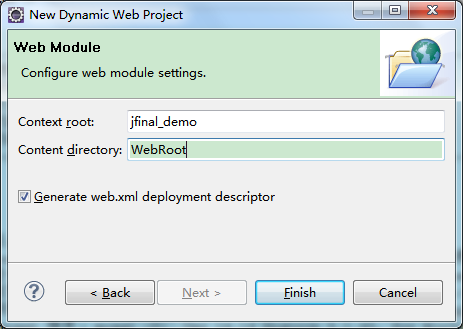 New Dynamic Web Project
Web Module
Configure web module settings.
Context root: jfinal_demo
Content directory: WebRoot
Generate web.xml deployment descriptor
? < Back Next > Finish Cancel